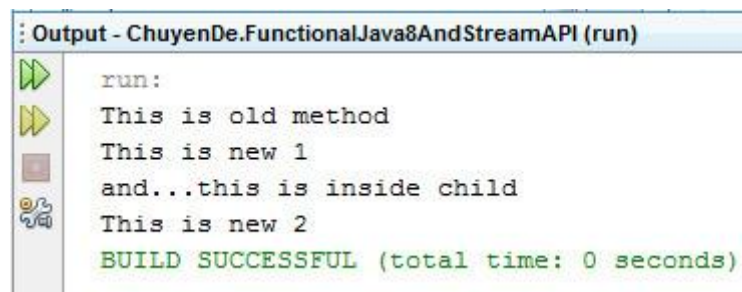 Output - ChuyenDe.FunctionalJava8AndStreamAPI (run)
run:
This is old method
This is new 1
and...this is inside child
This is new 2
BUILD SUCCESSFUL (total time: 0 seconds)